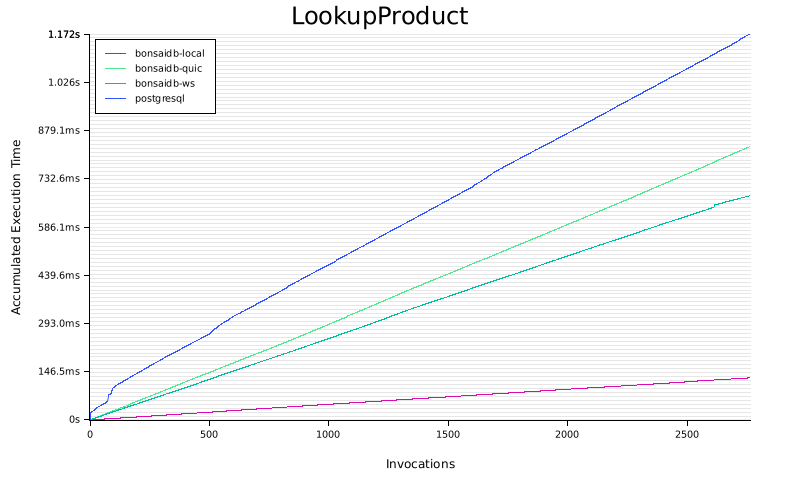 LookupProduct
1.172s
1.026s
879.1ms
732.6ms
586.1ms
439.6ms
293.0ms
146.5ms
0s
Accumulated Execution Time
bonsaidb-local
bonsaidb-quic
bonsaidb-ws
postgresql
0 500 1000 1500 2000 2500
Invocations